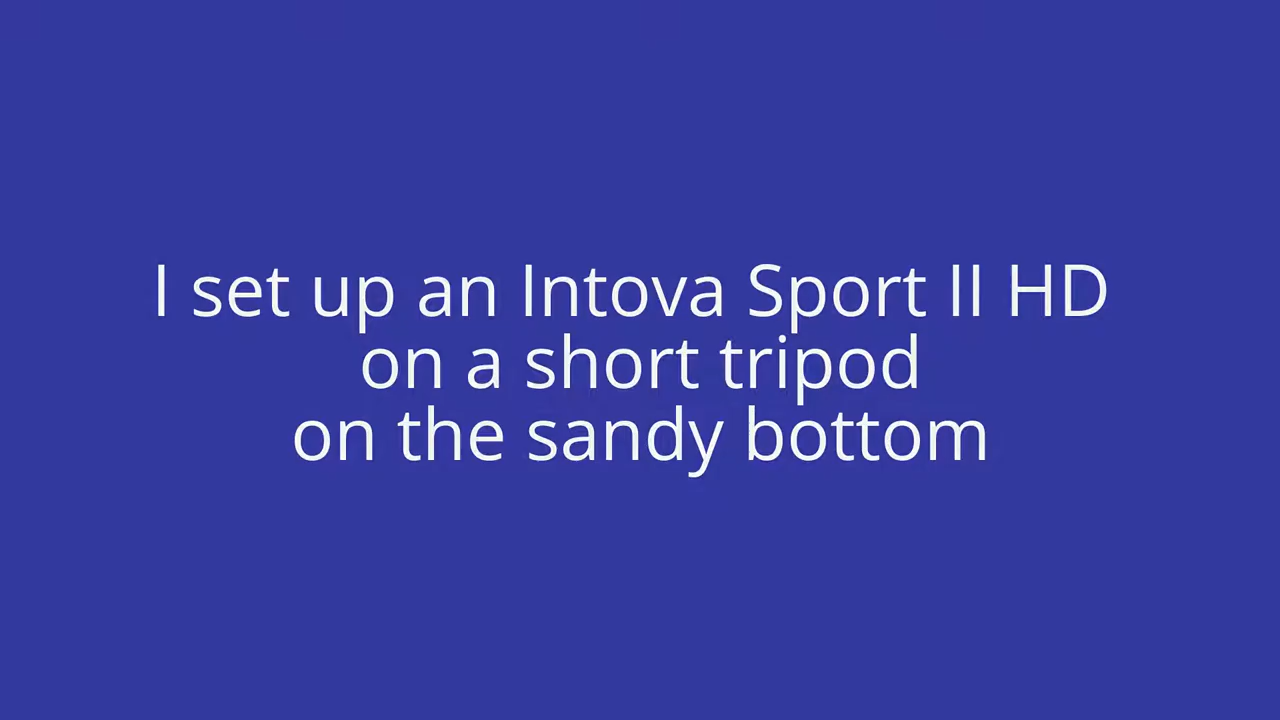 I set up an Intova Sport II HD
on a short tripod
on the sandy bottom